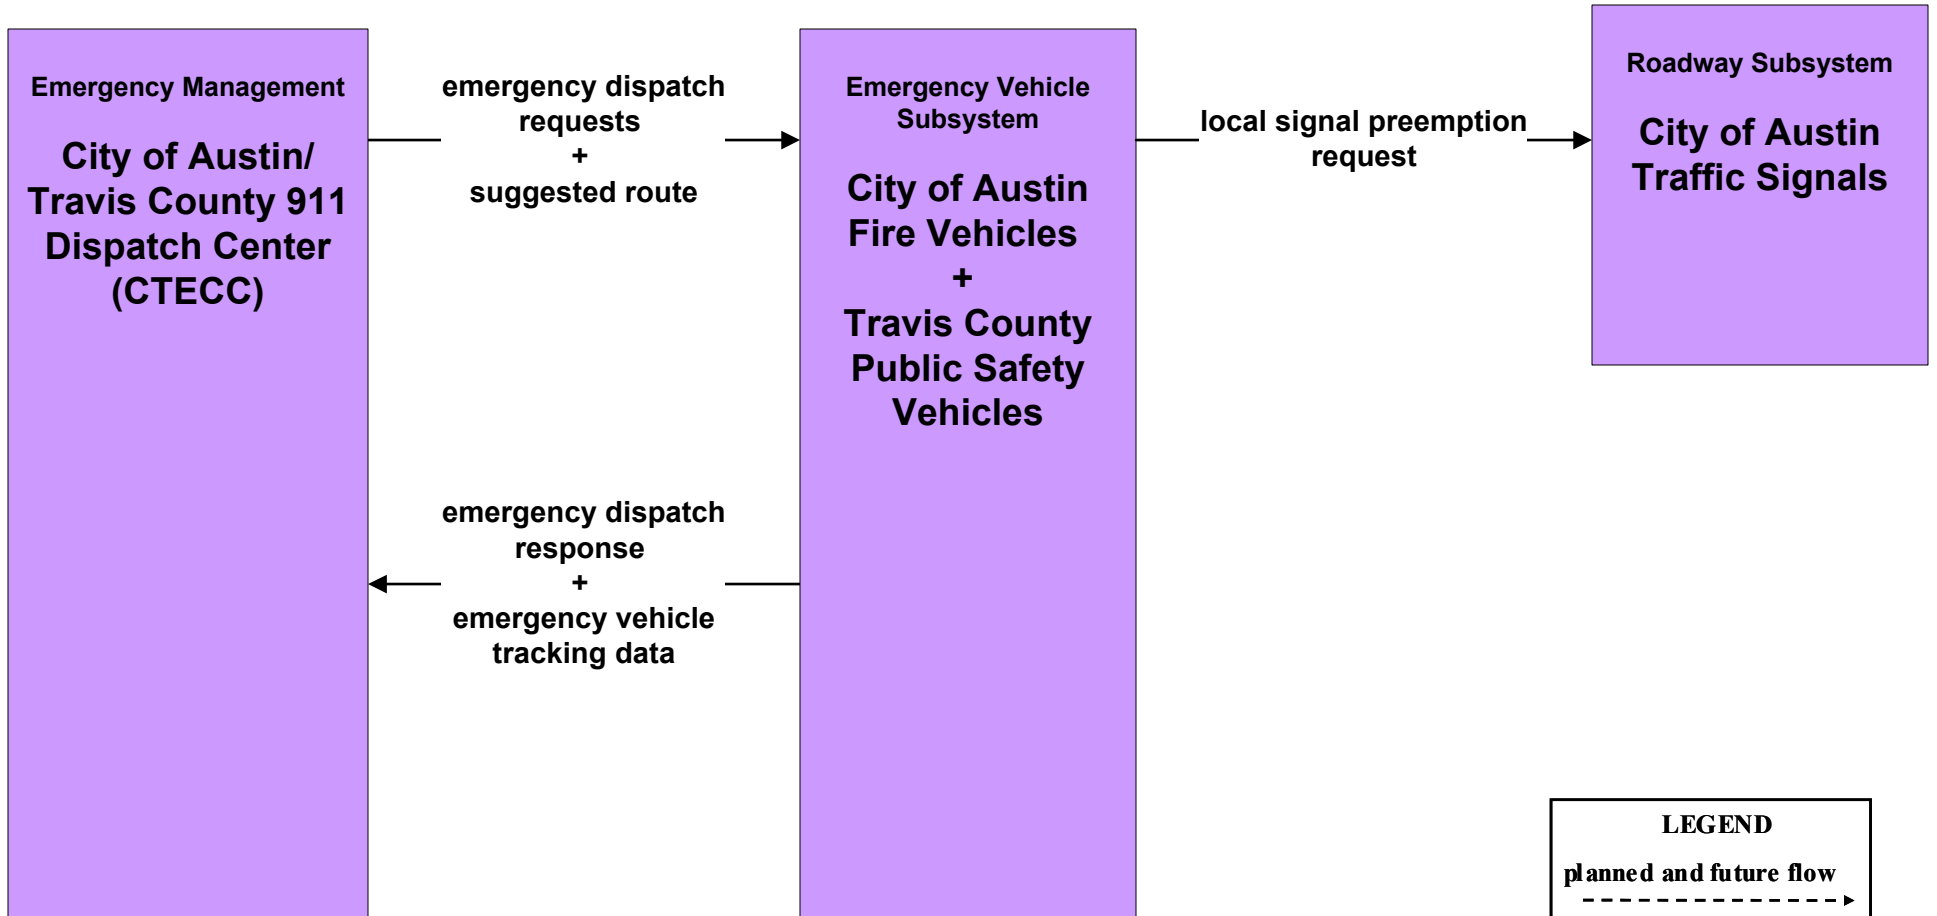 Emergency Management
City of Austin/
Travis County 911
Dispatch Center
(CTECC)
emergency dispatch
requests
+
suggested route
emergency dispatch
response
+
emergency vehicle
tracking data
Emergency Vehicle
Subsystem
City of Austin
Fire Vehicles
+
Travis County
Public Safety
Vehicles
local signal preemption
request
Roadway Subsystem
City of Austin
Traffic Signals
LEGEND
planned and future flow